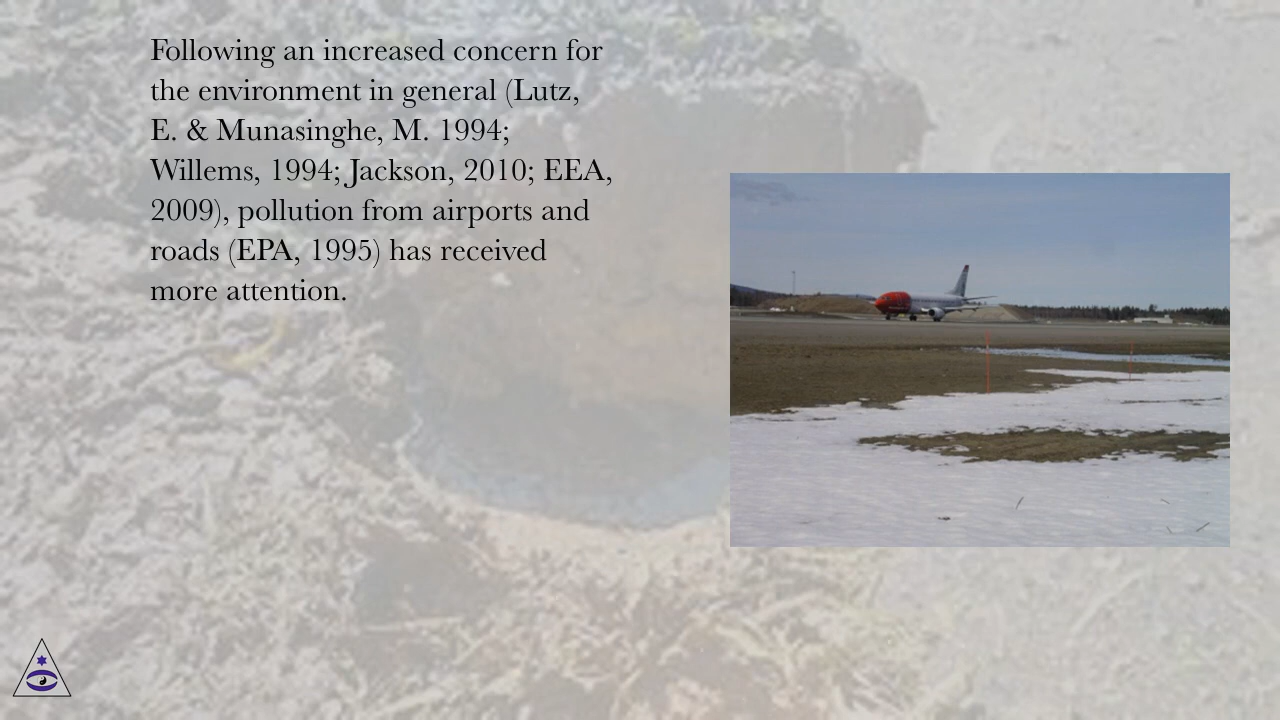 Following an increased concern for
the environment in general (Lutz,
E. & Munasinghe, M. 1994;
Willems, 1994; Jackson, 2010; EEA,
2009), pollution from airports and
roads (EPA, 1995) has received
more attention.